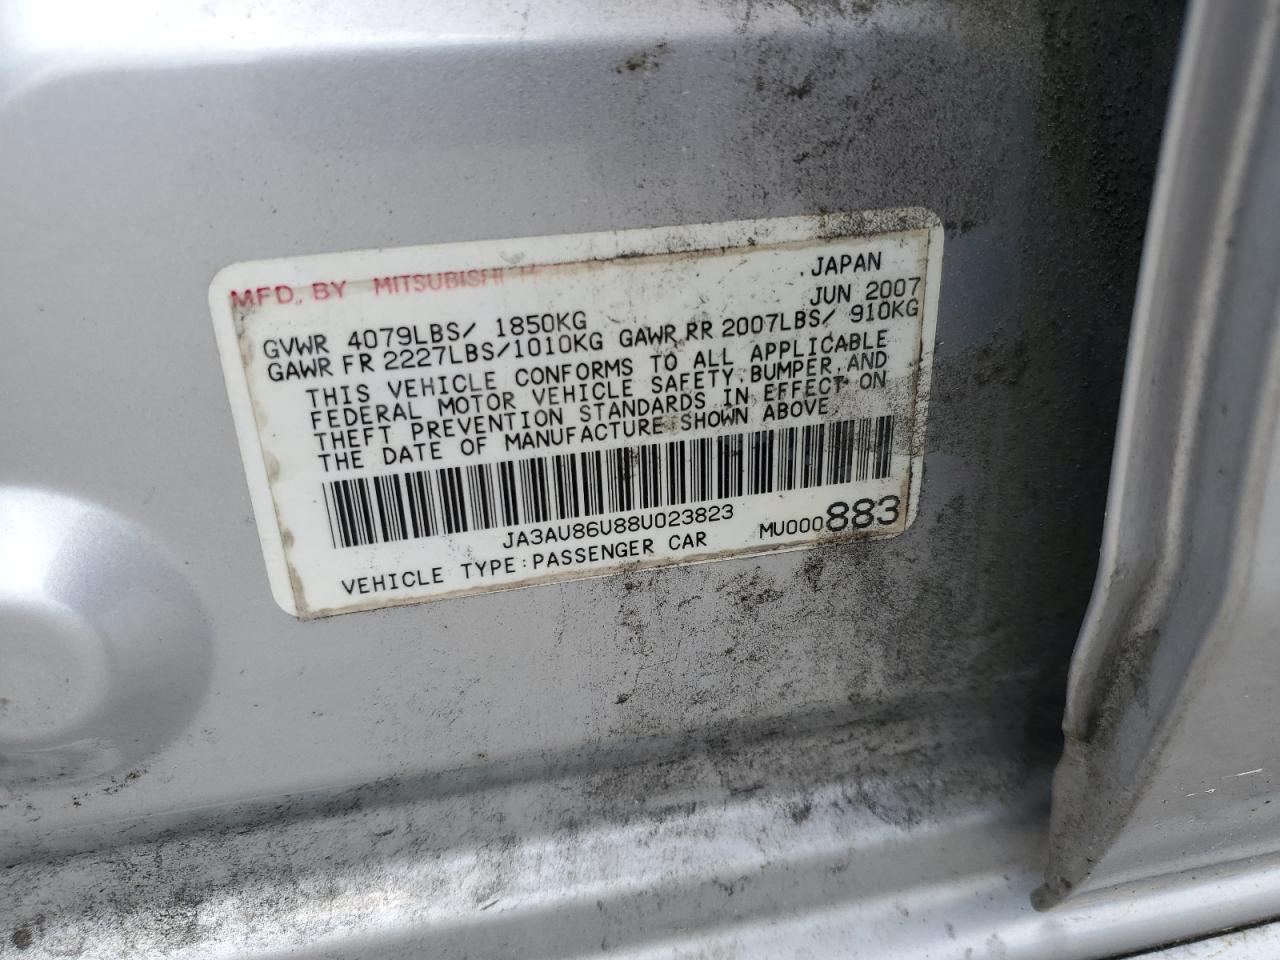 MFD. BY MITSUBISHI
JAPAN
JUN 2007
GVWR 4079LBS/ 1850KG
GAWR FR 2227LBS/1010KG GAWR RR 2007LBS/ 910KG
THIS VEHICLE CONFORMS TO ALL APPLICABLE
FEDERAL MOTOR VEHICLE SAFETY, BUMPER, AND
THEFT PREVENTION STANDARDS IN EFFECT ON
THE DATE OF MANUFACTURE SHOWN ABOVE.
JA3AU86U88U023823
MU000883
VEHICLE TYPE:PASSENGER CAR